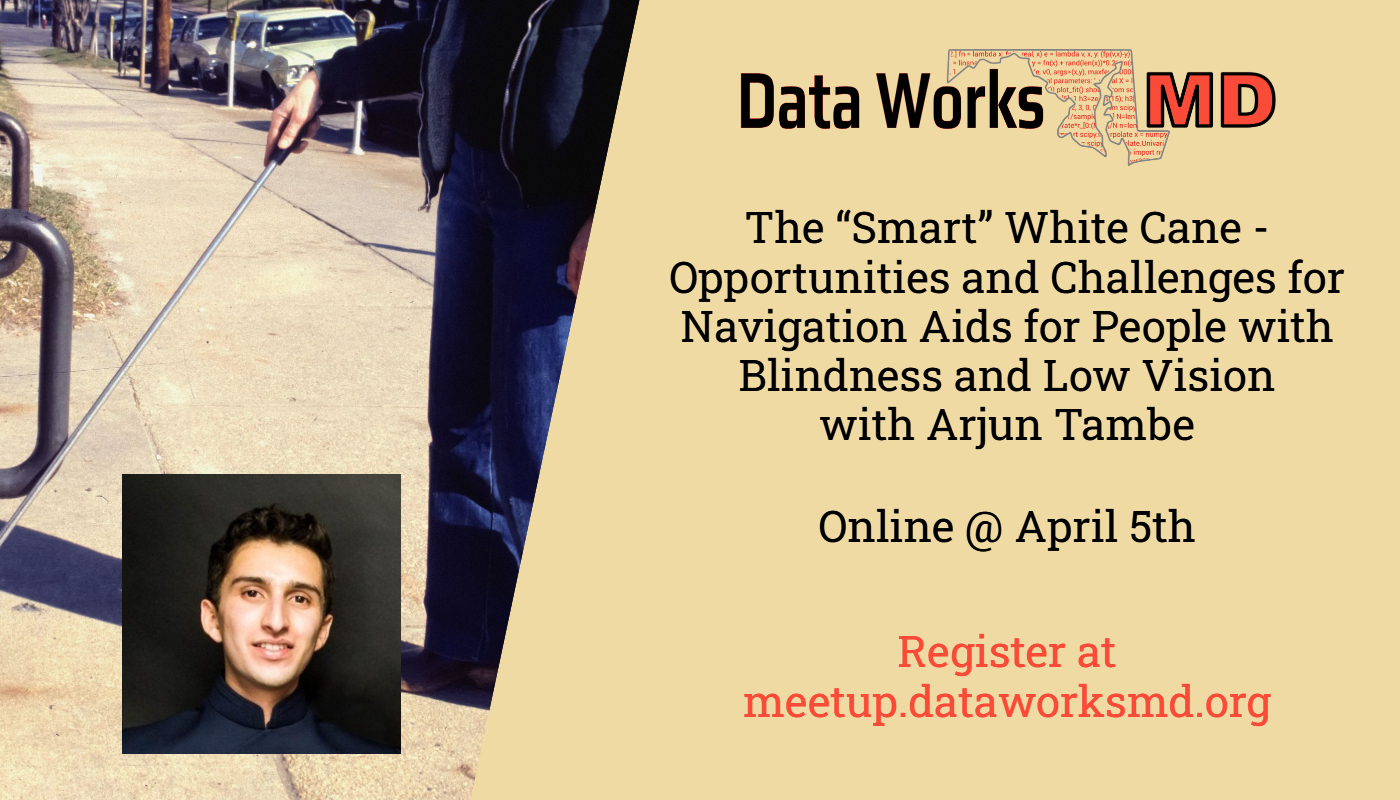 Data Works MD
The “Smart” White Cane -
Opportunities and Challenges for
Navigation Aids for People with
Blindness and Low Vision
with Arjun Tambe
Online @ April 5th
Register at
meetup.dataworksmd.org